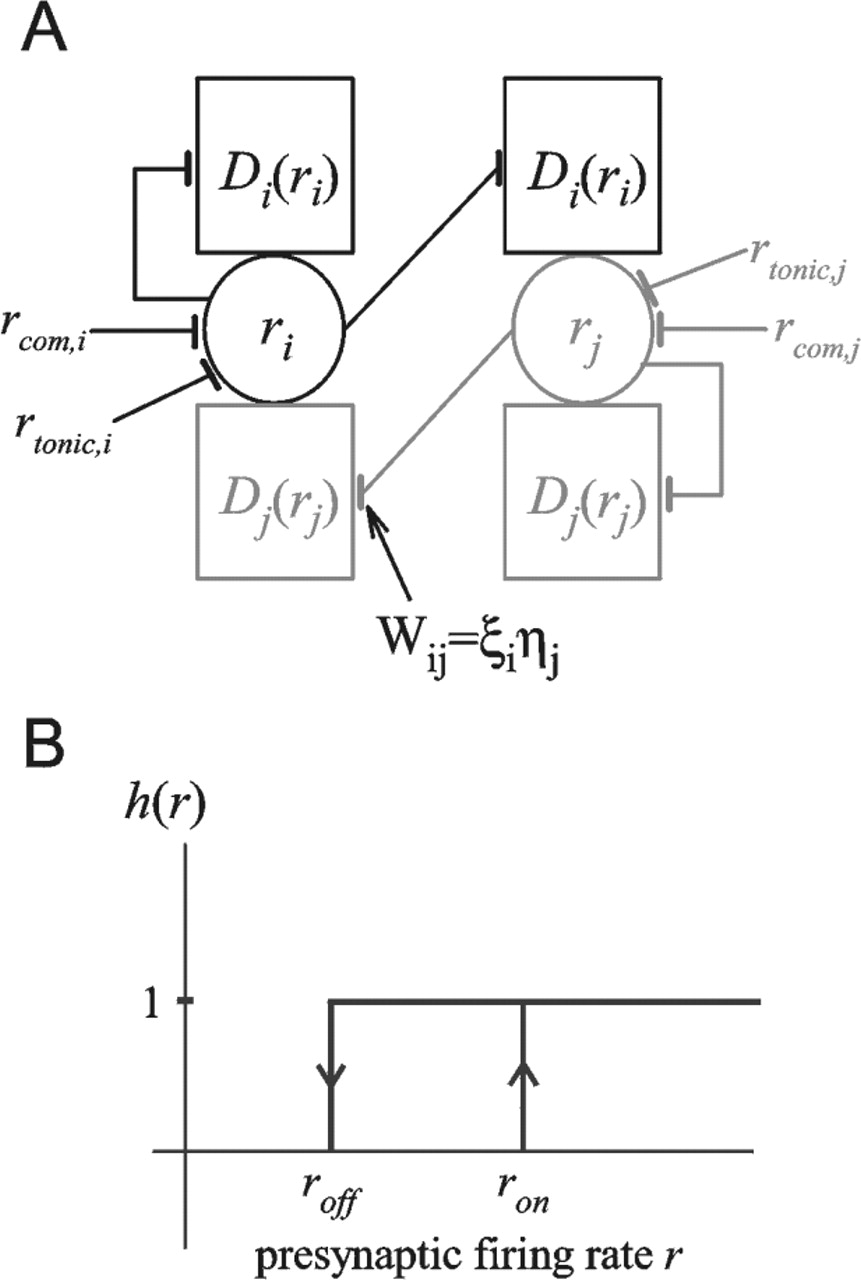 A
D_i(r_i) D_i(r_i)
r_tonic,j
r_com,i r_i r_j r_com,j
r_tonic,i
D_j(r_j) D_j(r_j)
W_ij=ξ_iη_j
B
h(r)
1
r_off r_on
presynaptic firing rate r